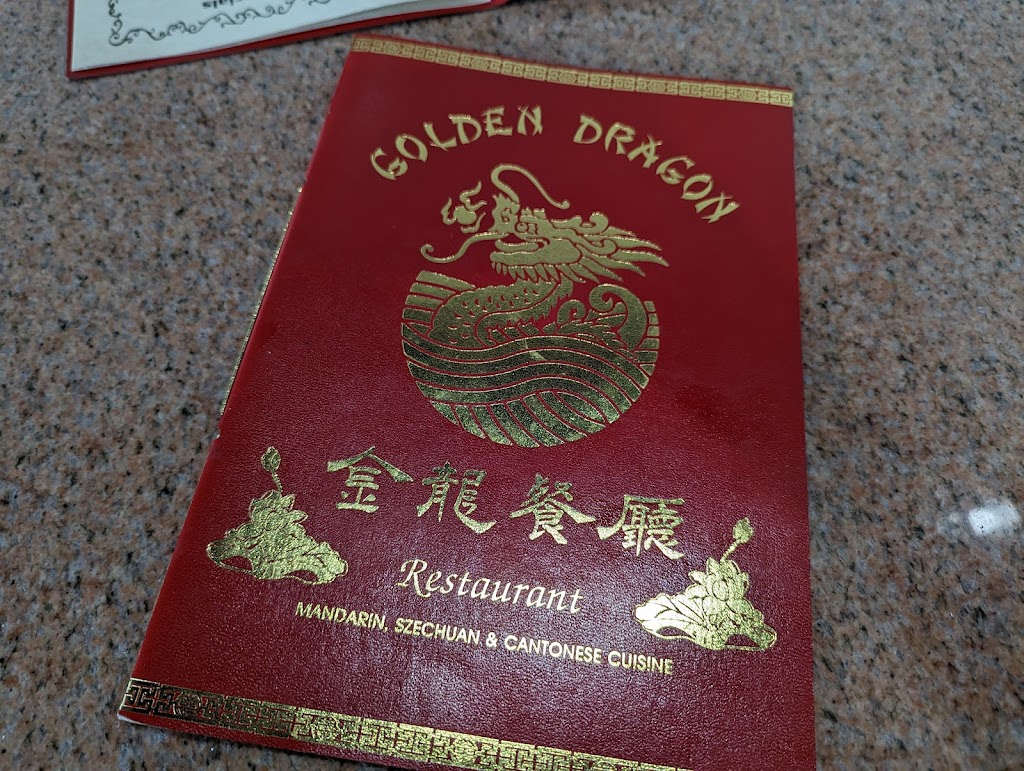 GOLDEN DRAGON
金龍餐廳
Restaurant
MANDARIN, SZECHUAN & CANTONESE CUISINE